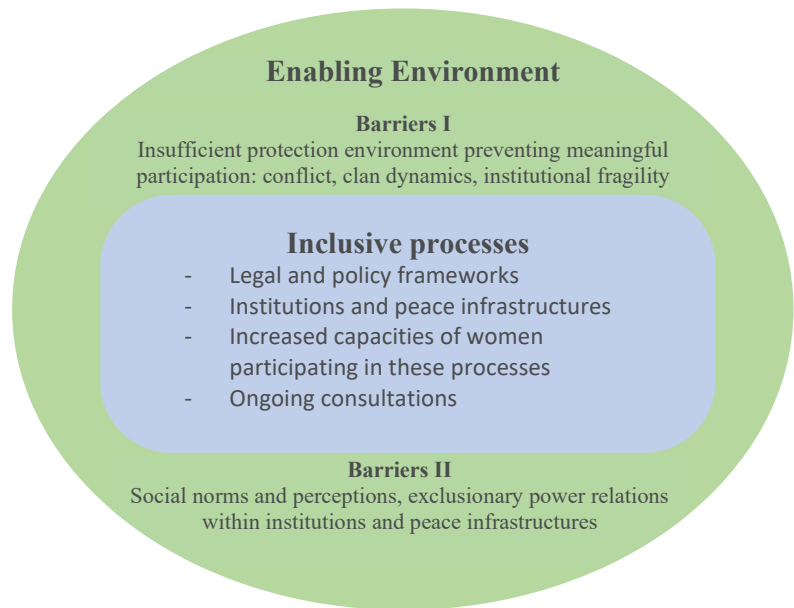 Enabling Environment
Barriers I
Insufficient protection environment preventing meaningful
participation: conflict, clan dynamics, institutional fragility
Inclusive processes
- Legal and policy frameworks
- Institutions and peace infrastructures
- Increased capacities of women
participating in these processes
- Ongoing consultations
Barriers II
Social norms and perceptions, exclusionary power relations
within institutions and peace infrastructures